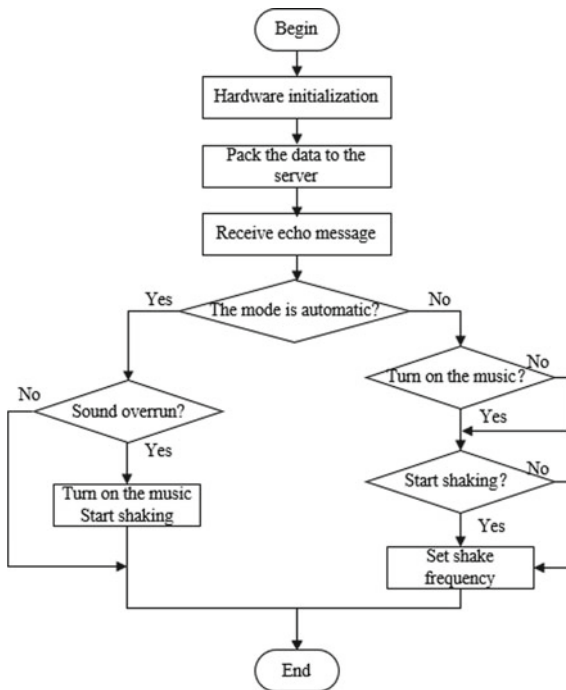 Begin
Hardware initialization
Pack the data to the
server
Receive echo message
Yes
The mode is automatic?
No
Turn on the music?
No
No
Sound overrun?
Yes
Yes
Start shaking?
No
Turn on the music
Start shaking
Yes
Set shake
frequency
End